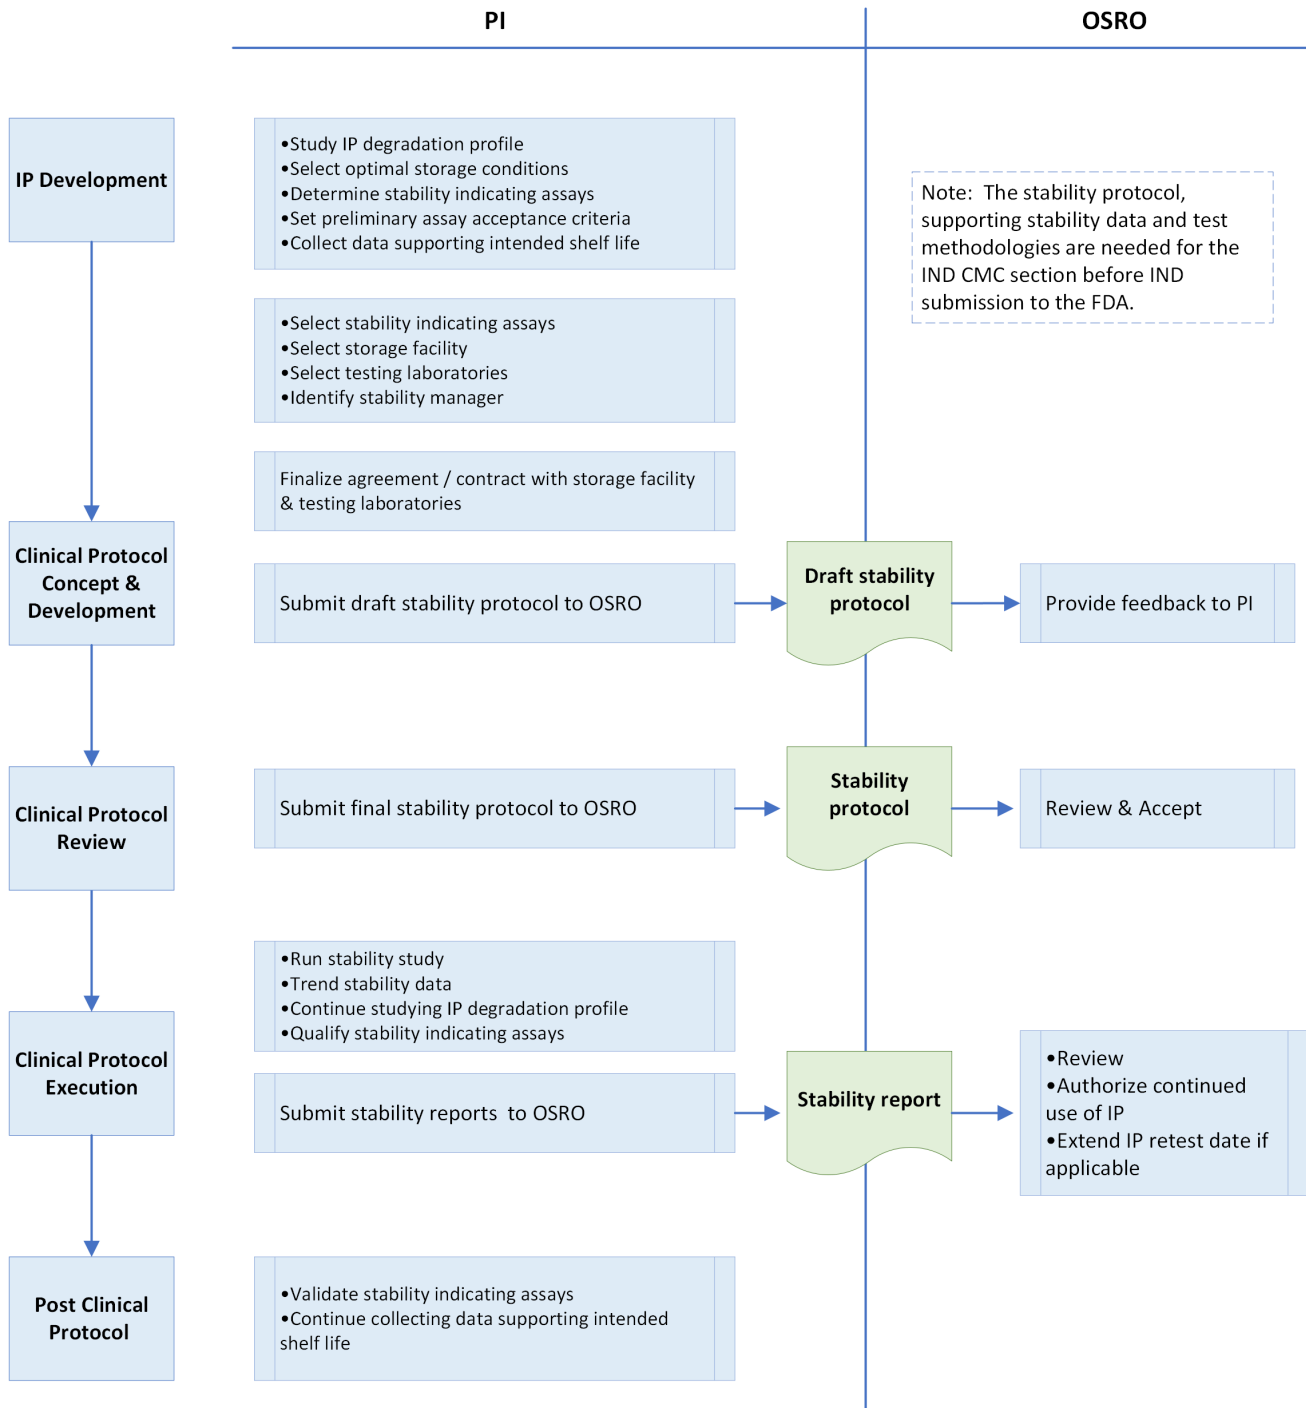 PI
OSRO
IP Development
•Study IP degradation profile
•Select optimal storage conditions
•Determine stability indicating assays
•Set preliminary assay acceptance criteria
•Collect data supporting intended shelf life
Note:  The stability protocol,
supporting stability data and test
methodologies are needed for the
IND CMC section before IND
submission to the FDA.
•Select stability indicating assays
•Select storage facility
•Select testing laboratories
•Identify stability manager
Finalize agreement / contract with storage facility
& testing laboratories
Clinical Protocol
Concept &
Development
Submit draft stability protocol to OSRO
Draft stability
protocol
Provide feedback to PI
Clinical Protocol
Review
Submit final stability protocol to OSRO
Stability
protocol
Review & Accept
•Run stability study
•Trend stability data
•Continue studying IP degradation profile
•Qualify stability indicating assays
Clinical Protocol
Execution
Submit stability reports  to OSRO
Stability report
•Review
•Authorize continued
use of IP
•Extend IP retest date if
applicable
Post Clinical
Protocol
•Validate stability indicating assays
•Continue collecting data supporting intended
shelf life